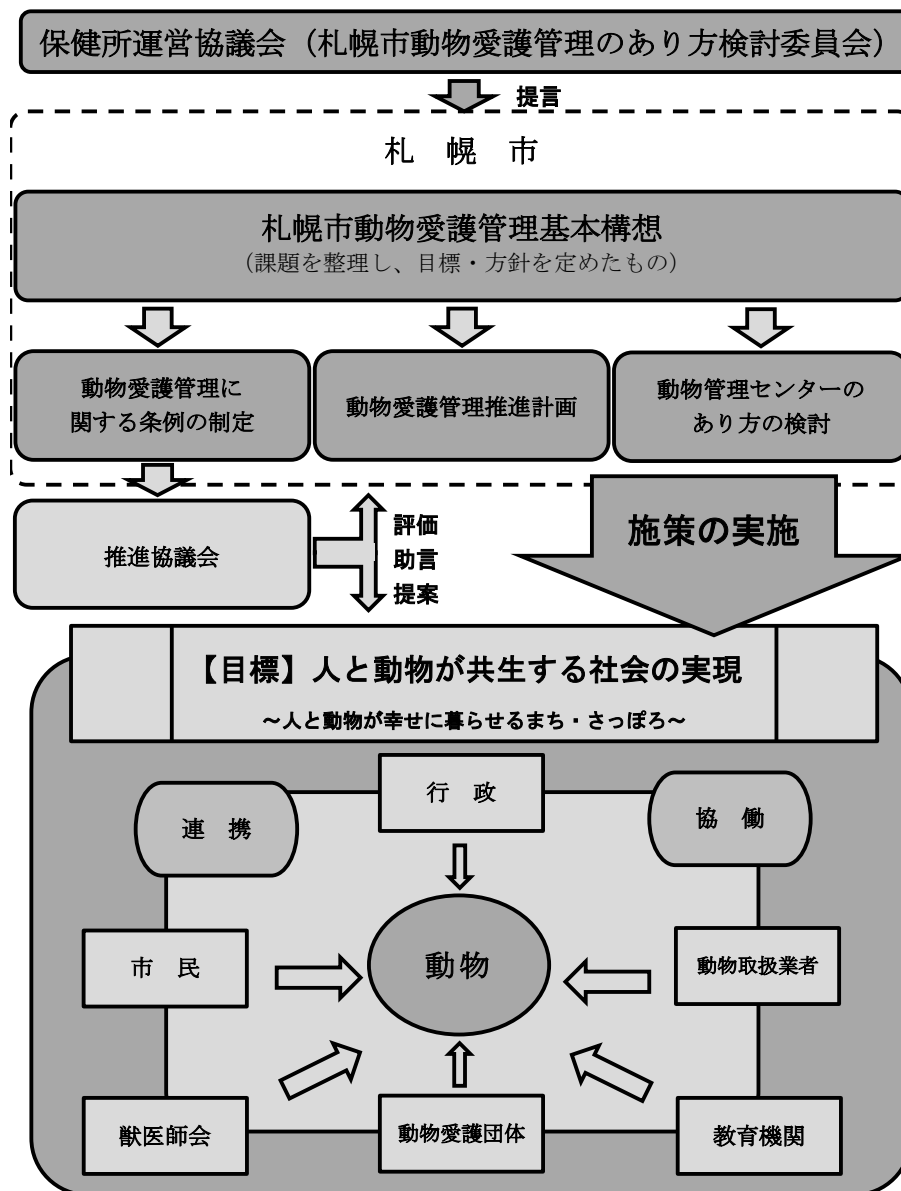 保健所運営協議会（札幌市動物愛護管理のあり方検討委員会）
提言
札　幌　市
札幌市動物愛護管理基本構想
（課題を整理し、目標・方針を定めたもの）
動物愛護管理に
関する条例の制定
動物愛護管理推進計画
動物管理センターの
あり方の検討
推進協議会
評価
助言
提案
施策の実施
【目標】人と動物が共生する社会の実現
～人と動物が幸せに暮らせるまち・さっぽろ～
行　政
連　携
協　働
動物
市　民
動物取扱業者
獣医師会
動物愛護団体
教育機関